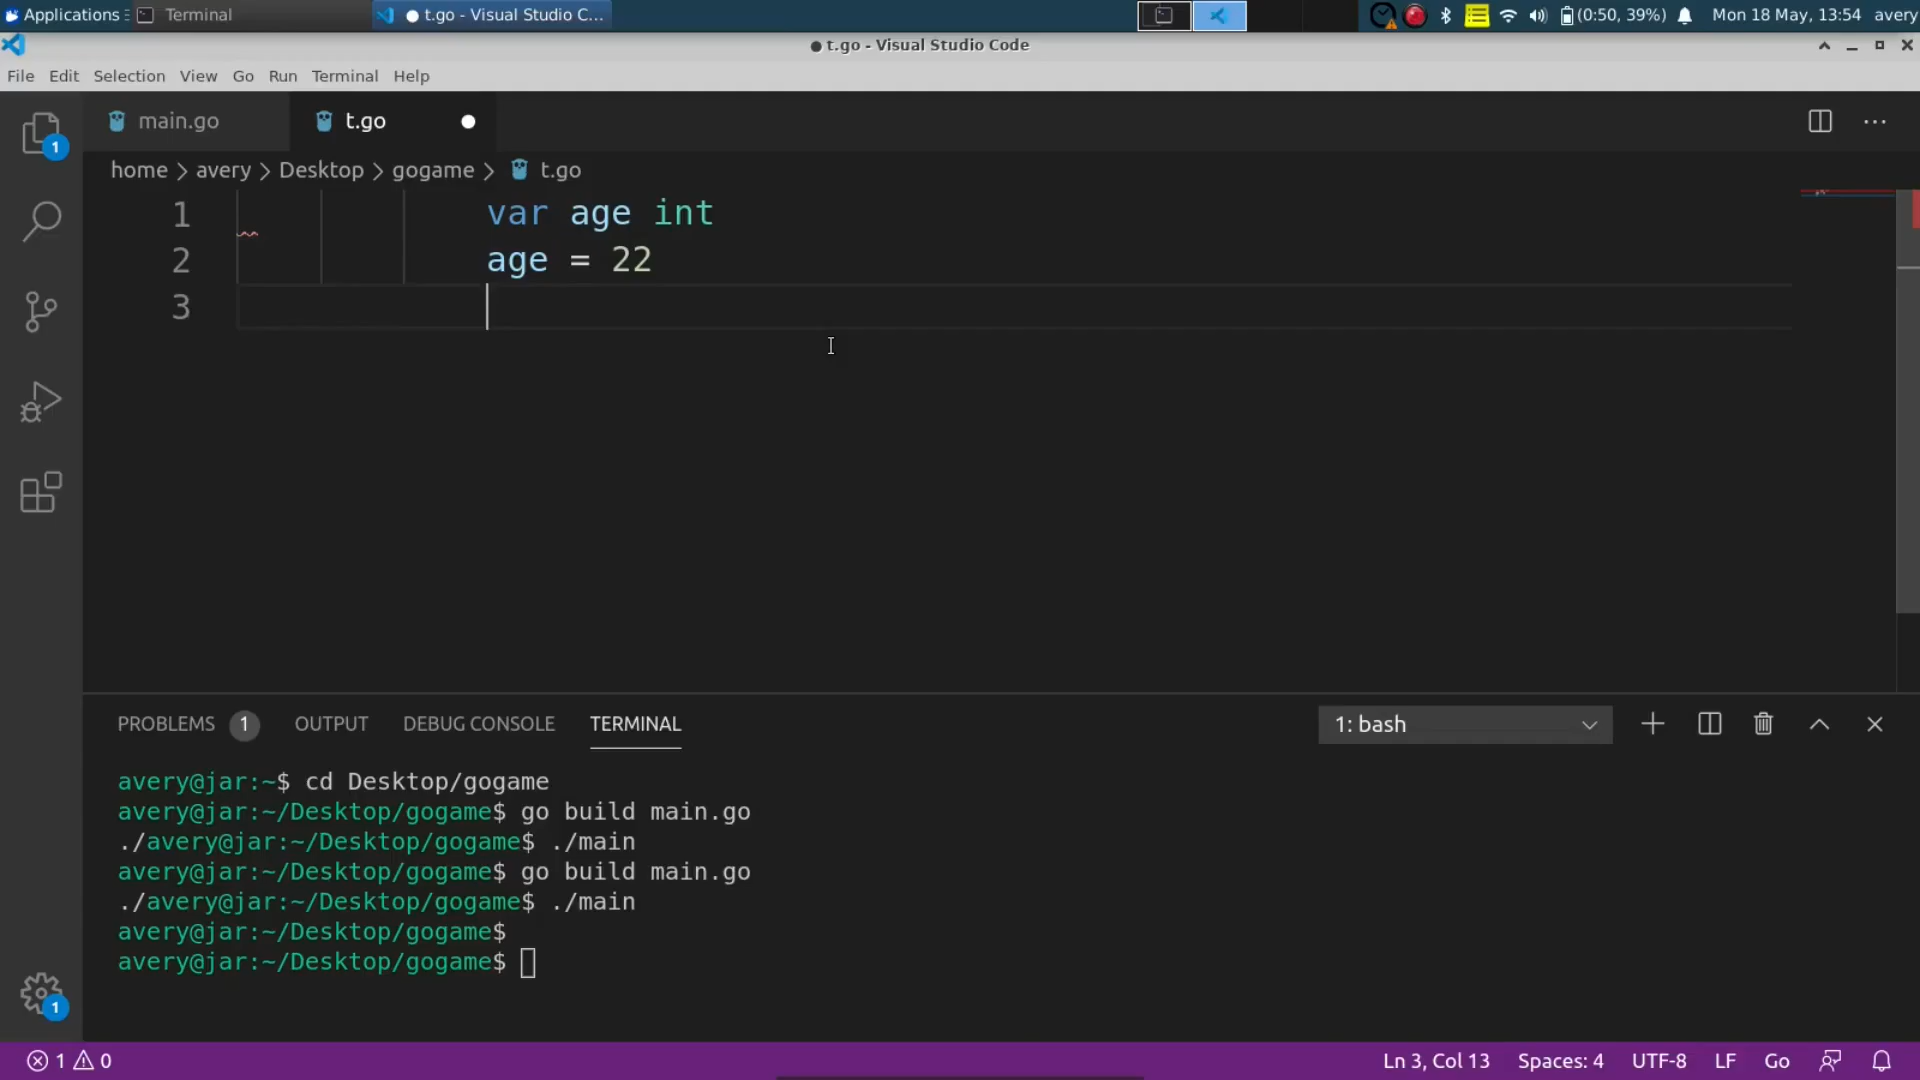 Applications Terminal t.go - Visual Studio C... (0:50, 39%) Mon 18 May, 13:54 avery
● t.go - Visual Studio Code
File Edit Selection View Go Run Terminal Help
main.go t.go
1
home > avery > Desktop > gogame > t.go
1 var age int
2 age = 22
3
PROBLEMS 1 OUTPUT DEBUG CONSOLE TERMINAL 1: bash
avery@jar:~$ cd Desktop/gogame
avery@jar:~/Desktop/gogame$ go build main.go
./avery@jar:~/Desktop/gogame$ ./main
avery@jar:~/Desktop/gogame$ go build main.go
./avery@jar:~/Desktop/gogame$ ./main
avery@jar:~/Desktop/gogame$
avery@jar:~/Desktop/gogame$
1
1 0 Ln 3, Col 13 Spaces: 4 UTF-8 LF Go